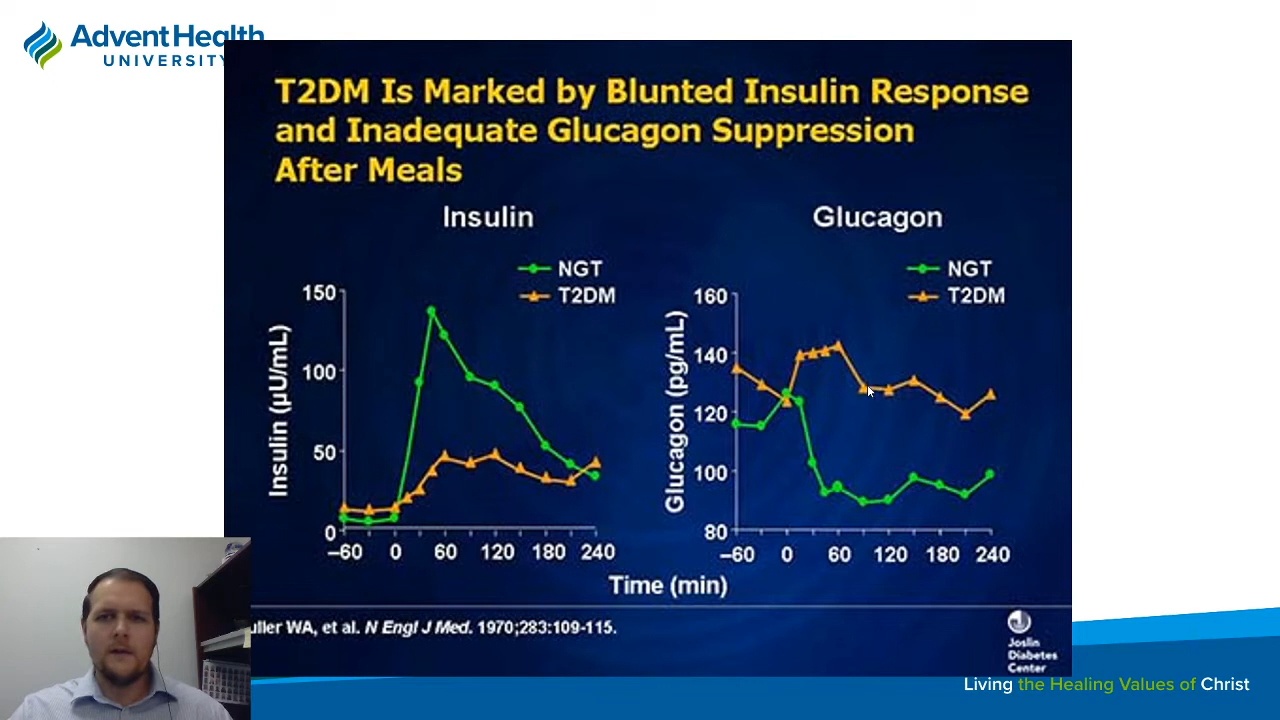 AdventHealth
UNIVERSITY
T2DM Is Marked by Blunted Insulin Response
and Inadequate Glucagon Suppression
After Meals
Insulin
NGT
T2DM
150
100
50
0
Insulin (µU/mL)
–60 0 60 120 180 240
Glucagon
NGT
T2DM
160
140
120
100
80
Glucagon (pg/mL)
–60 0 60 120 180 240
Time (min)
WA, et al. N Engl J Med. 1970;283:109-115.
Joslin
Diabetes
Center
Living the Healing Values of Christ